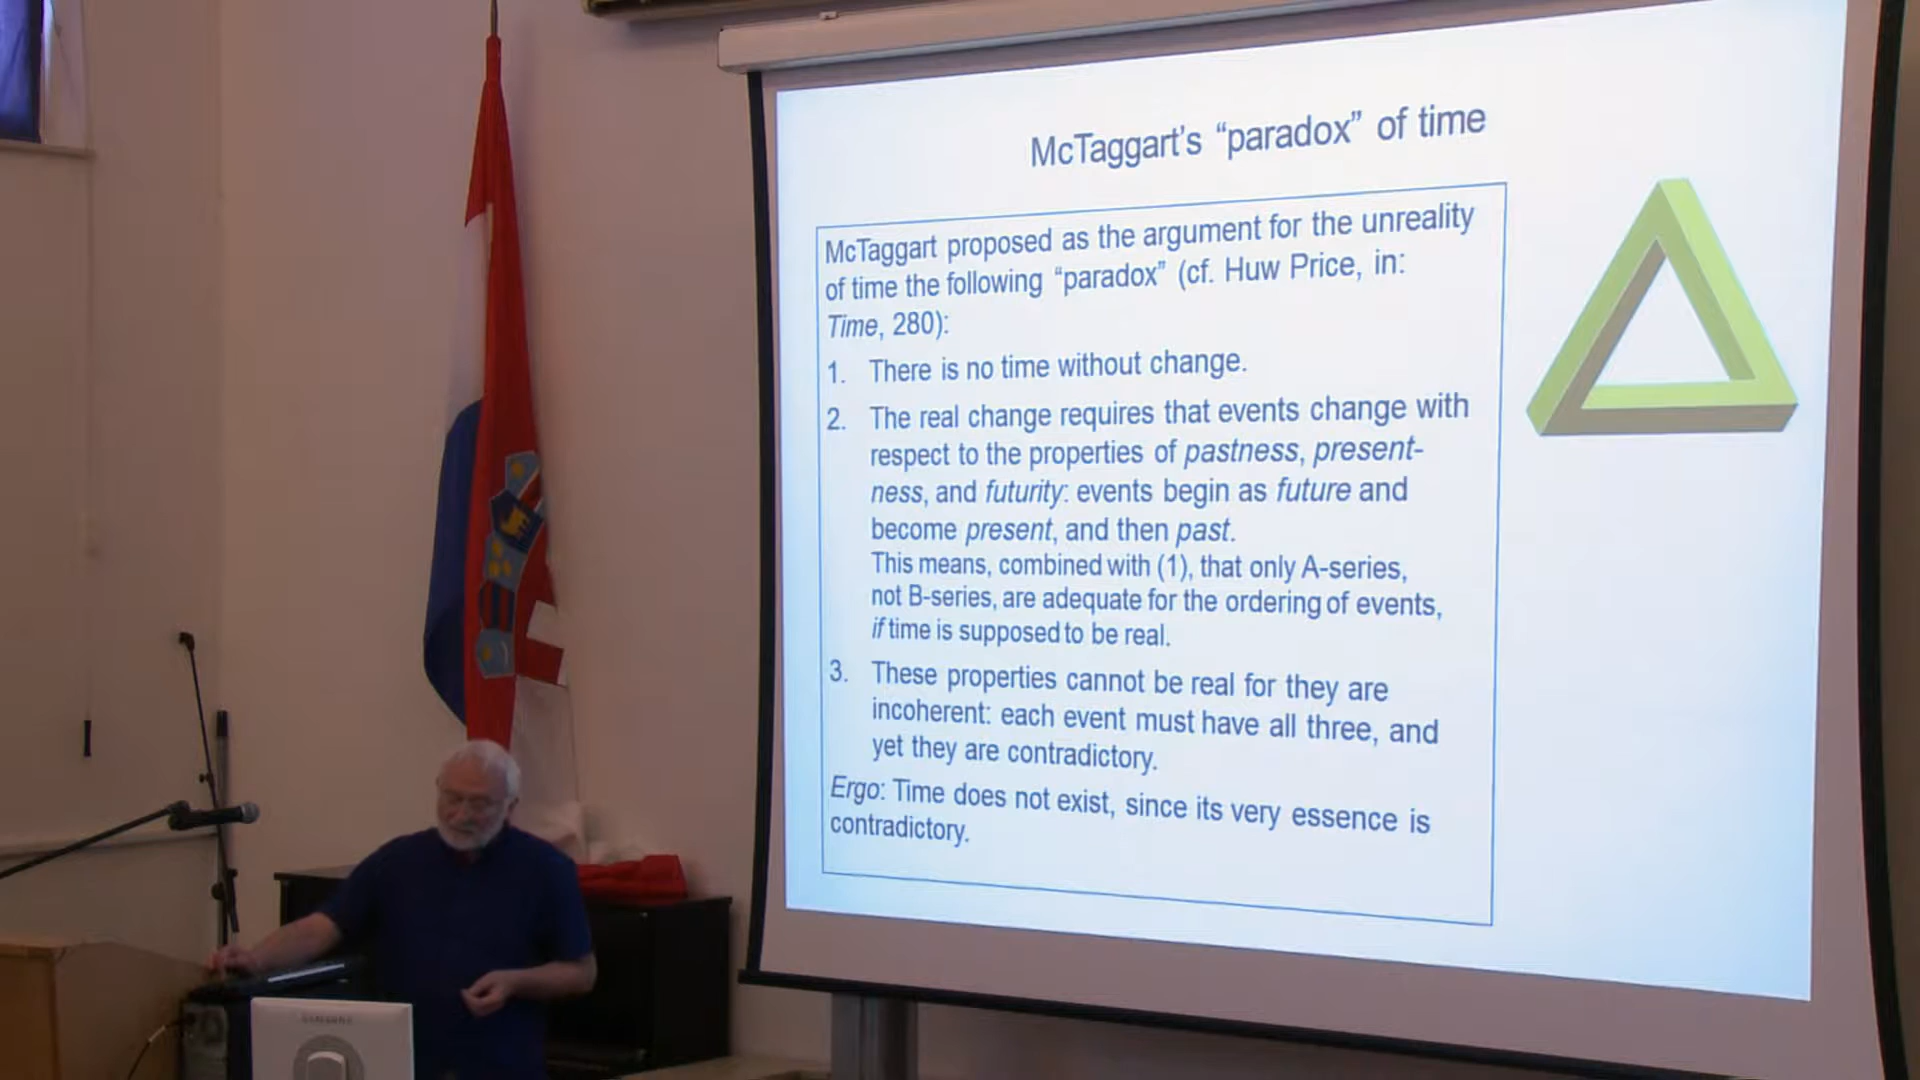 McTaggart's “paradox” of time
McTaggart proposed as the argument for the unreality
of time the following “paradox” (cf. Huw Price, in:
Time, 280):
1. There is no time without change.
2. The real change requires that events change with
respect to the properties of pastness, present-
ness, and futurity: events begin as future and
become present, and then past.
This means, combined with (1), that only A-series,
not B-series, are adequate for the ordering of events,
if time is supposed to be real.
3. These properties cannot be real for they are
incoherent: each event must have all three, and
yet they are contradictory.
Ergo: Time does not exist, since its very essence is
contradictory.
SAMSUNG